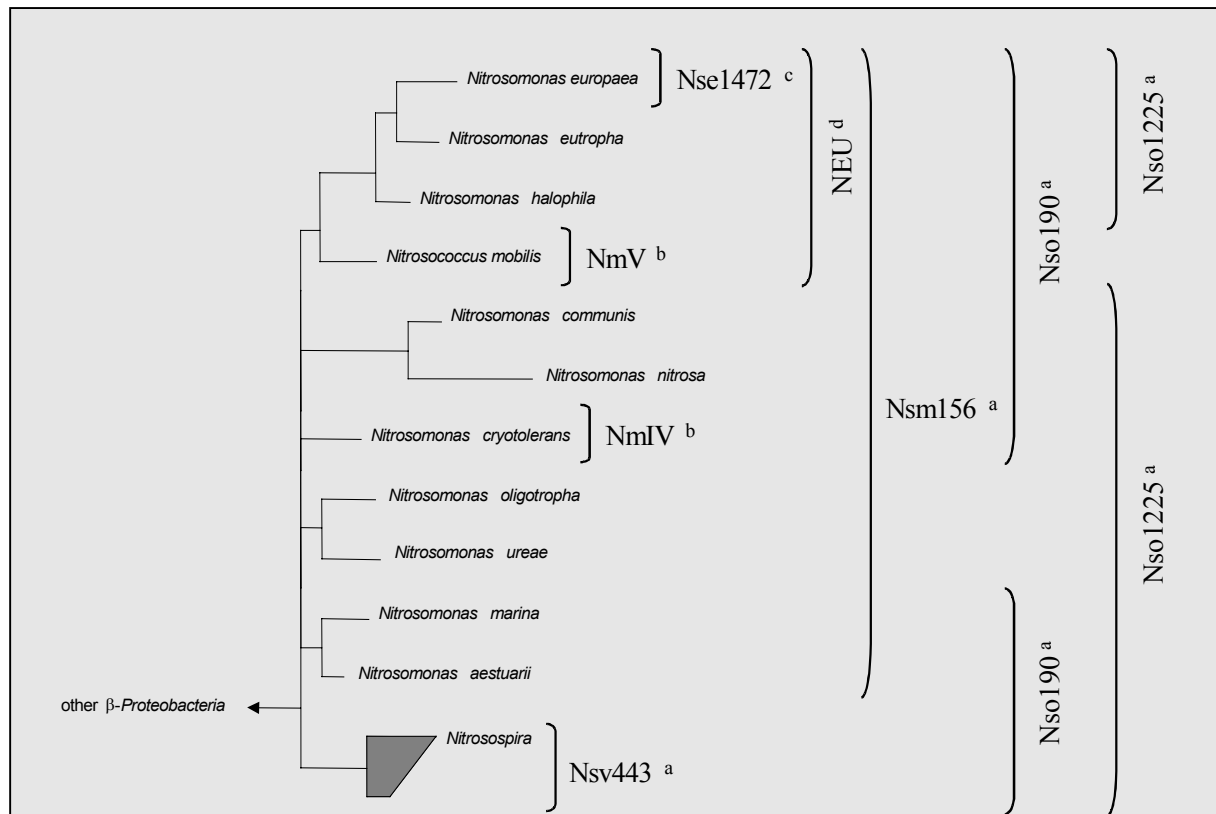 Nitrosomonas europaea
Nse1472 c
Nitrosomonas eutropha
Nitrosomonas halophila
Nitrosococcus mobilis
NmV b
NEU d
Nitrosomonas communis
Nitrosomonas nitrosa
Nitrosomonas cryotolerans
NmIV b
Nsm156 a
Nso190 a
Nso1225 a
Nitrosomonas oligotropha
Nitrosomonas ureae
Nitrosomonas marina
Nitrosomonas aestuarii
other β-Proteobacteria
Nitrosospira
Nsv443 a
Nso190 a
Nso1225 a